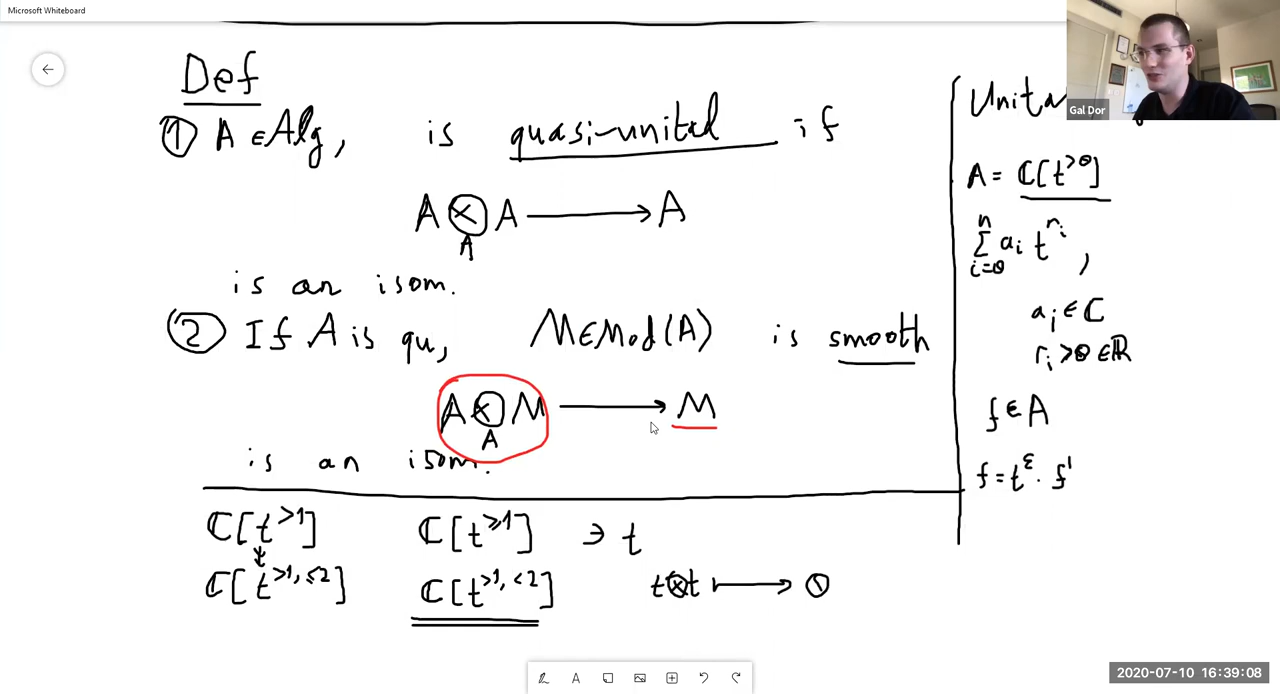 Microsoft Whiteboard
Def
① A ∈ Alg, is quasi-unital if
A ⊗_A A ⟶ A
is an isom.
② If A is qu, M ∈ Mod(A) is smooth
A ⊗_A M ⟶ M
is an isom.
ℂ[t^{>1}] ℂ[t^{≥1}] ∋ t
ℂ[t^{>1, ≤2}] ℂ[t^{>1, <2}] t⊗t ⟼ 0
A = ℂ[t^{>0}]
∑_{i=0}^{n} a_i t^{r_i},
a_i ∈ ℂ
r_i > 0 ∈ ℝ
f ∈ A
f = t^ε · f'
Gal Dor
2020-07-10 16:39:08